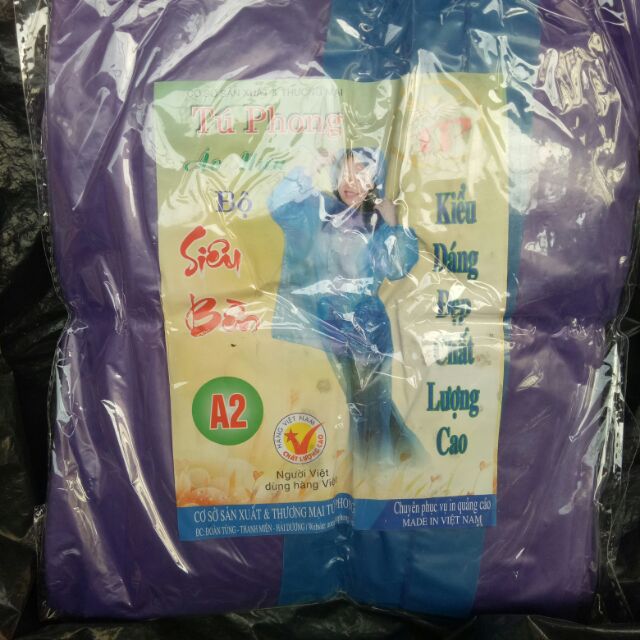 CƠ SỞ SẢN XUẤT & THƯƠNG MẠI
Tú Phong
Áo Mưa
Bộ
Siêu
Bền
A2
HÀNG VIỆT NAM
CHẤT LƯỢNG CAO
Người Việt
dùng hàng Việt
Kiểu
Dáng
Đẹp
Chất
Lượng
Cao
CƠ SỞ SẢN XUẤT & THƯƠNG MẠI TÚ PHONG
ĐC: ĐOÀN TÙNG - THANH MIỆN - HẢI DƯƠNG / Website:
Chuyên phục vụ in quảng cáo
MADE IN VIỆT NAM